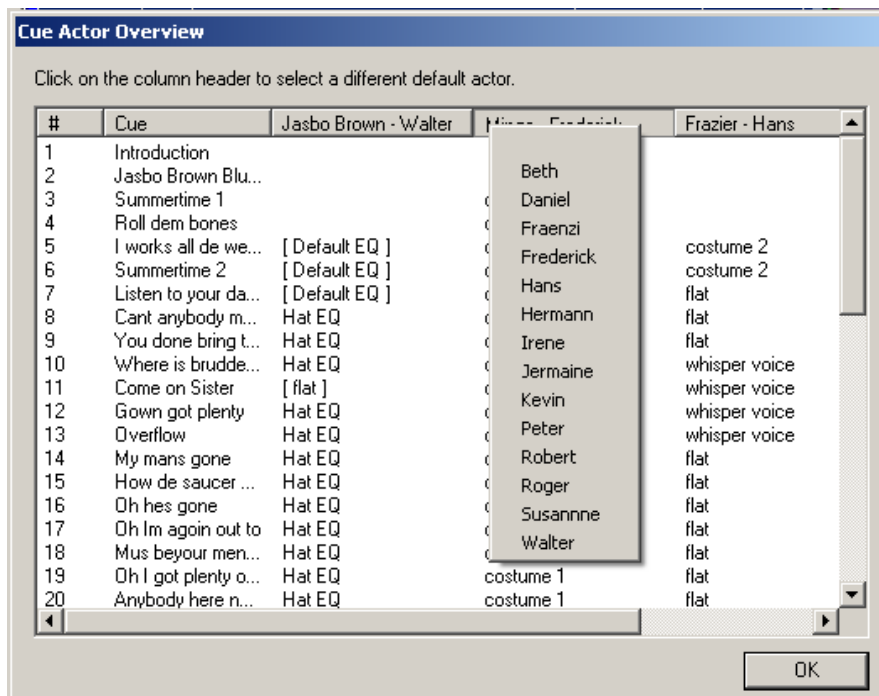 Cue Actor Overview
Click on the column header to select a different default actor.
# Cue Jasbo Brown - Walter Mingo - Frederick Frazier - Hans
1 Introduction
2 Jasbo Brown Blu...
3 Summertime 1
4 Roll dem bones
5 I works all de we... [ Default EQ ] costume 2
6 Summertime 2 [ Default EQ ] costume 2
7 Listen to your da... [ Default EQ ] flat
8 Cant anybody m... Hat EQ flat
9 You done bring t... Hat EQ flat
10 Where is brudde... Hat EQ whisper voice
11 Come on Sister [ flat ] whisper voice
12 Gown got plenty Hat EQ whisper voice
13 Overflow Hat EQ whisper voice
14 My mans gone Hat EQ flat
15 How de saucer ... Hat EQ flat
16 Oh hes gone Hat EQ flat
17 Oh Im agoin out to Hat EQ flat
18 Mus beyour men... Hat EQ flat
19 Oh I got plenty o... Hat EQ costume 1 flat
20 Anybody here n... Hat EQ costume 1 flat
Beth
Daniel
Fraenzi
Frederick
Hans
Hermann
Irene
Jermaine
Kevin
Peter
Robert
Roger
Susannne
Walter
OK